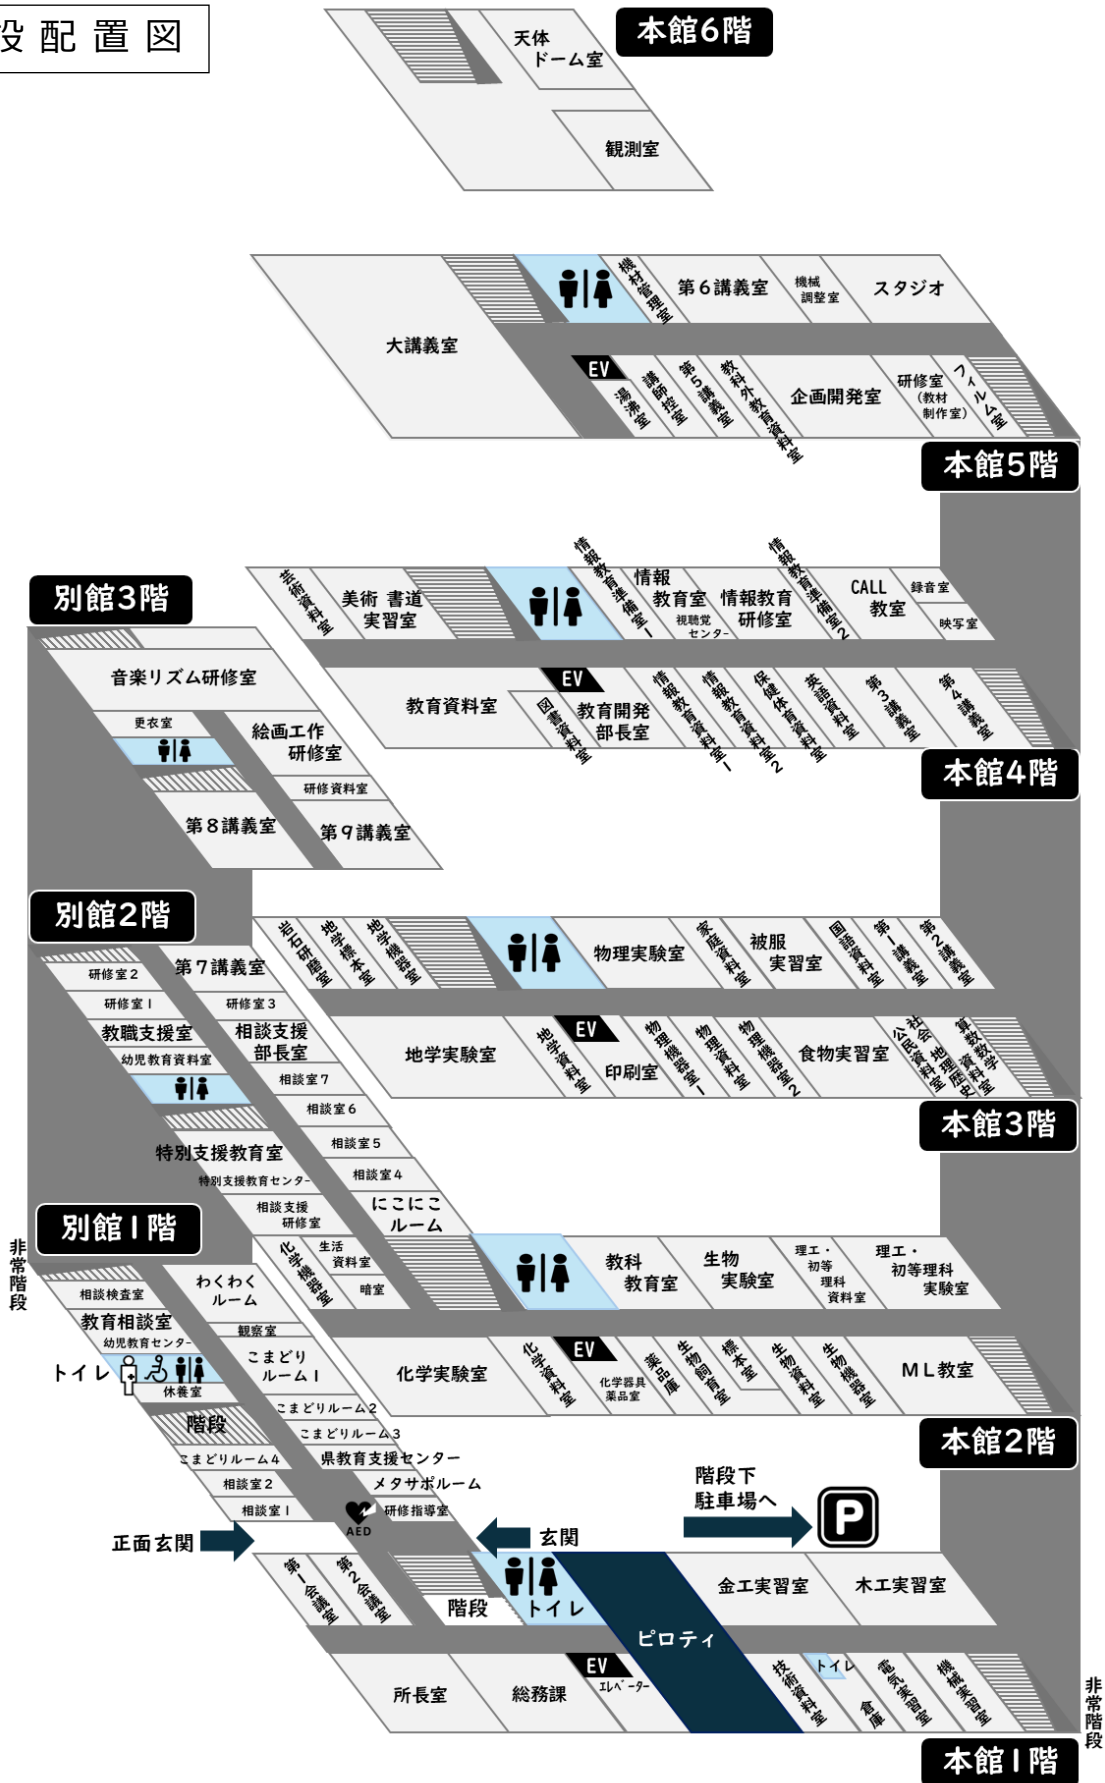 設配置図
本館6階
天体
ドーム室
観測室
大講義室
機材管理室
第6講義室
機械
調整室
スタジオ
EV
湯沸室
講師控室
第5講義室
教科外教育資料室
企画開発室
研修室
(教材
制作室)
フィルム室
本館5階
芸術資料室
美術 書道
実習室
情報教育準備室1
情報
教育室
視聴覚
センター
情報教育
研修室
情報教育準備室2
CALL
教室
録音室
映写室
教育資料室
図書資料室
EV
教育開発
部長室
情報教育資料室1
情報教育資料室2
保健体育資料室
英語資料室
第3講義室
第4講義室
本館4階
別館3階
音楽リズム研修室
更衣室
絵画工作
研修室
研修資料室
第8講義室
第9講義室
岩石研磨室
地学標本室
地学機器室
物理実験室
家庭資料室
被服
実習室
国語資料室
第1講義室
第2講義室
地学実験室
地学資料室
EV
印刷室
物理機器室1
物理資料室
物理機器室2
食物実習室
公民資料室
社会地理歴史
算数数学資料室
本館3階
別館2階
研修室2
第7講義室
研修室1
研修室3
教職支援室
相談支援
部長室
幼児教育資料室
相談室7
相談室6
特別支援教育室
特別支援教育センター
相談室5
相談室4
相談支援
研修室
にこにこ
ルーム
化学機器室
生活
資料室
暗室
教科
教育室
生物
実験室
理工・
初等
理科
資料室
理工・
初等理科
実験室
化学実験室
化学資料室
EV
化学器具
薬品室
薬品庫
生物飼育室
標本室
生物資料室
生物機器室
ML教室
本館2階
別館1階
非常階段
相談検査室
わくわく
ルーム
教育相談室
幼児教育センター
観察室
トイレ
休養室
こまどり
ルーム1
階段
こまどりルーム2
こまどりルーム3
こまどりルーム4
県教育支援センター
相談室2
メタサポルーム
相談室1
AED
研修指導室
正面玄関
玄関
階段下
駐車場へ
P
第1会議室
第2会議室
階段
トイレ
ピロティ
金工実習室
木工実習室
所長室
総務課
EV
エレベーター
技術資料室
トイレ
倉庫
電気実習室
機械実習室
非常階段
本館1階